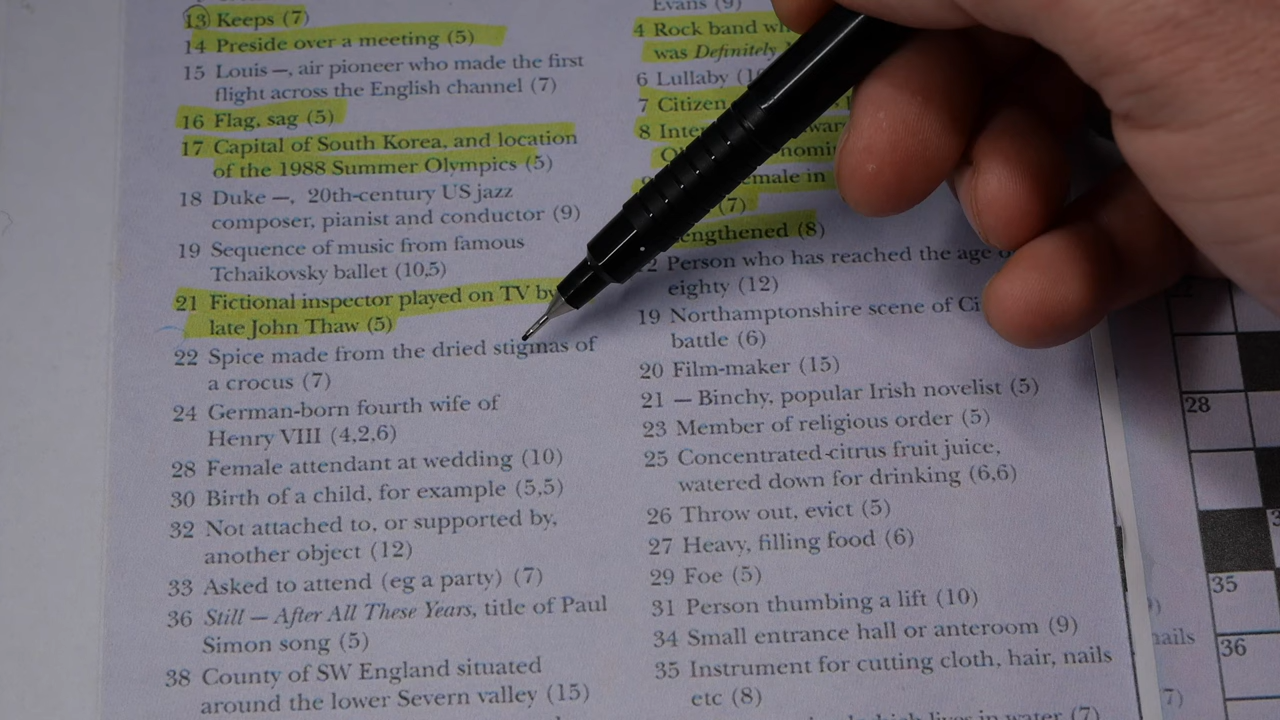 13 Keeps (7)
14 Preside over a meeting (5)
15 Louis —, air pioneer who made the first
flight across the English channel (7)
16 Flag, sag (5)
17 Capital of South Korea, and location
of the 1988 Summer Olympics (5)
18 Duke —, 20th-century US jazz
composer, pianist and conductor (9)
19 Sequence of music from famous
Tchaikovsky ballet (10,5)
21 Fictional inspector played on TV by
late John Thaw (5)
22 Spice made from the dried stigmas of
a crocus (7)
24 German-born fourth wife of
Henry VIII (4,2,6)
28 Female attendant at wedding (10)
30 Birth of a child, for example (5,5)
32 Not attached to, or supported by,
another object (12)
33 Asked to attend (eg a party) (7)
36 Still — After All These Years, title of Paul
Simon song (5)
38 County of SW England situated
around the lower Severn valley (15)
Evans (9)
4 Rock band
was Definitely
6 Lullaby
7 Citizen
8
in
(7)
(8)
Person who has reached the age
eighty (12)
19 Northamptonshire scene of
battle (6)
20 Film-maker (15)
21 — Binchy, popular Irish novelist (5)
23 Member of religious order (5)
25 Concentrated citrus fruit juice,
watered down for drinking (6,6)
26 Throw out, evict (5)
27 Heavy, filling food (6)
29 Foe (5)
31 Person thumbing a lift (10)
34 Small entrance hall or anteroom (9)
35 Instrument for cutting cloth, hair, nails
etc (8)
lives in water (7)
nails
7)
28
35
36